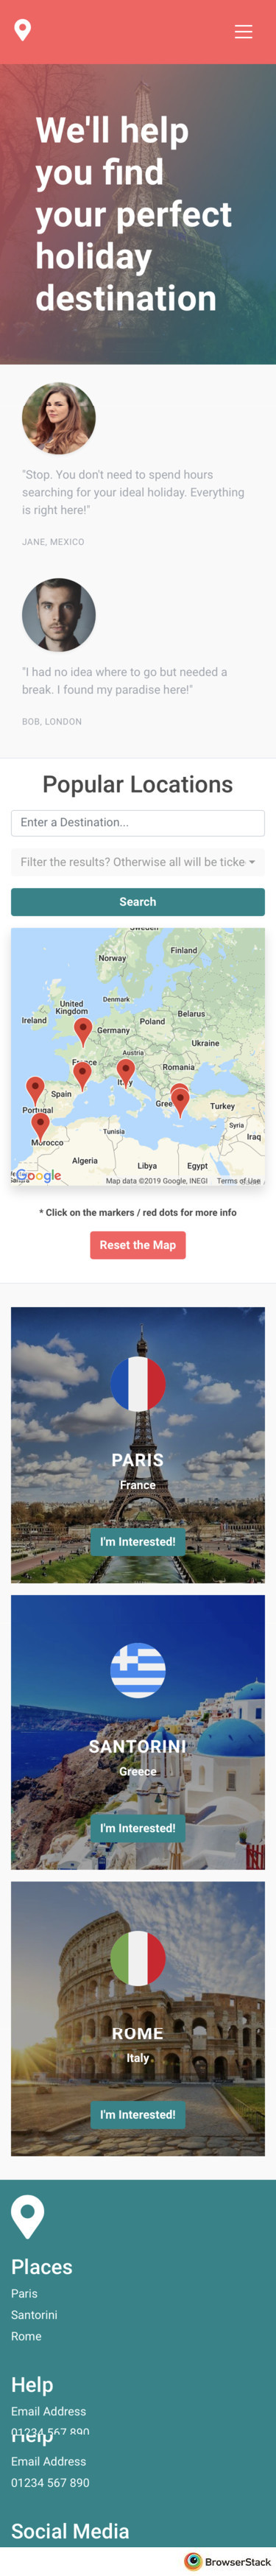 We'll help
you find
your perfect
holiday
destination
"Stop. You don't need to spend hours
searching for your ideal holiday. Everything
is right here!"
JANE, MEXICO
"I had no idea where to go but needed a
break. I found my paradise here!"
BOB, LONDON
Popular Locations
Enter a Destination...
Filter the results? Otherwise all will be ticke
Search
Sweden
Finland
Norway
United
Kingdom
Denmark
Ireland
Belarus
Poland
Germany
Ukraine
Austria
France
Romania
Italy
Spain
Greece
Portugal
Turkey
Tunisia
Syria
Morocco
Iraq
Algeria
Libya
Egypt
Google
Map data ©2019 Google, INEGI
Terms of Use
* Click on the markers / red dots for more info
Reset the Map
PARIS
France
I'm Interested!
SANTORINI
Greece
I'm Interested!
ROME
Italy
I'm Interested!
Places
Paris
Santorini
Rome
Help
Email Address
01234 567 890
Help
Email Address
01234 567 890
Social Media
BrowserStack